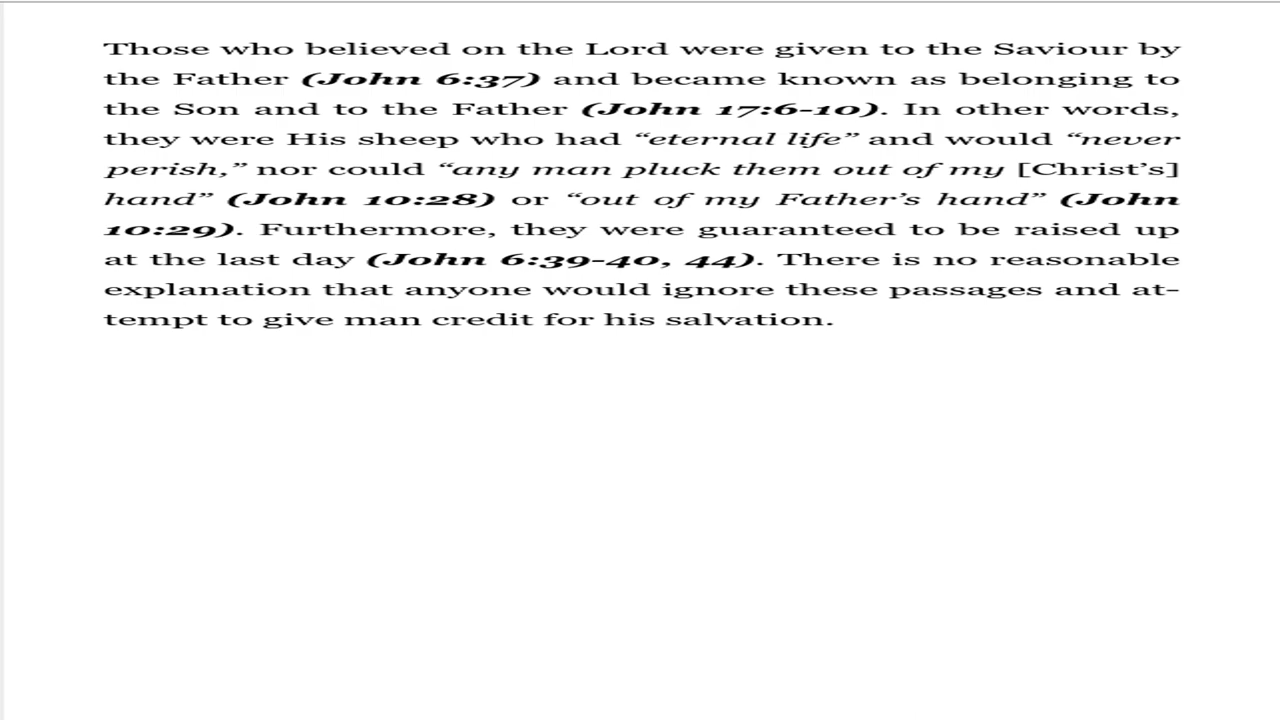 Those who believed on the Lord were given to the Saviour by
the Father (John 6:37) and became known as belonging to
the Son and to the Father (John 17:6-10). In other words,
they were His sheep who had “eternal life” and would “never
perish,” nor could “any man pluck them out of my [Christ’s]
hand” (John 10:28) or “out of my Father’s hand” (John
10:29). Furthermore, they were guaranteed to be raised up
at the last day (John 6:39-40, 44). There is no reasonable
explanation that anyone would ignore these passages and at-
tempt to give man credit for his salvation.